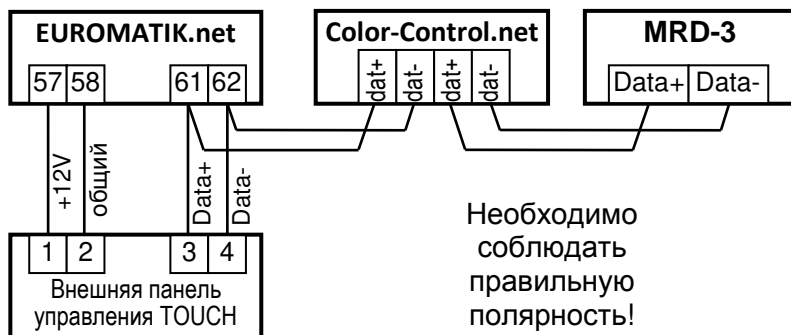 EUROMATIK.net
Color-Control.net
MRD-3
57 58 61 62
dat+ dat- dat+ dat-
Data+ Data-
+12V
общий
Data+
Data-
1 2 3 4
Внешняя панель
управления TOUCH
Необходимо
соблюдать
правильную
полярность!